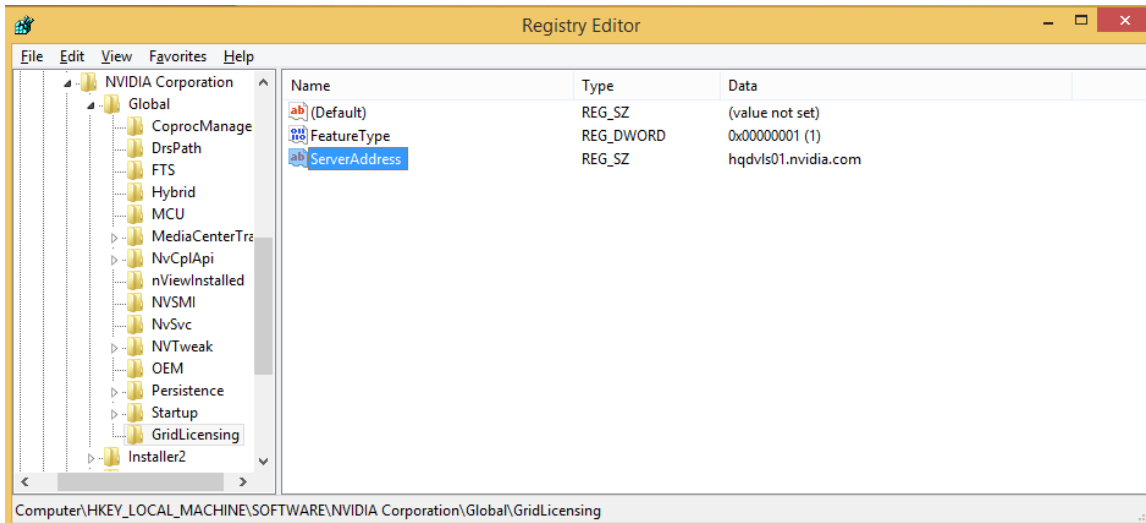 Registry Editor
File Edit View Favorites Help
NVIDIA Corporation
Global
CoprocManage
DrsPath
FTS
Hybrid
MCU
MediaCenterTra
NvCplApi
nViewInstalled
NVSMI
NvSvc
NVTweak
OEM
Persistence
Startup
GridLicensing
Installer2
Name Type Data
(Default) REG_SZ (value not set)
FeatureType REG_DWORD 0x00000001 (1)
ServerAddress REG_SZ hqdvls01.nvidia.com
Computer\HKEY_LOCAL_MACHINE\SOFTWARE\NVIDIA Corporation\Global\GridLicensing